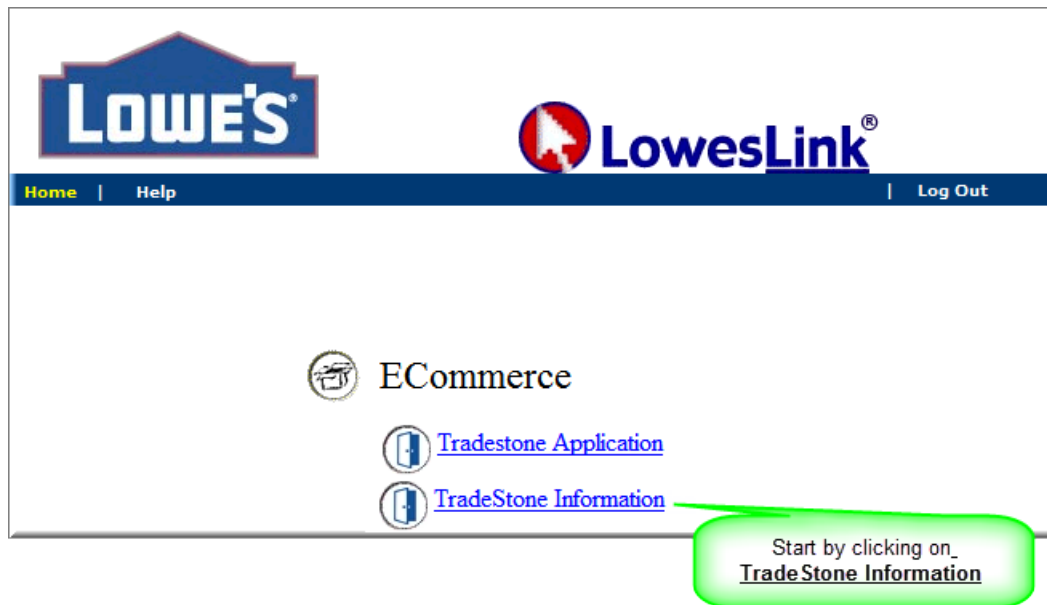 LOWE'S®
LowesLink®
Home | Help | Log Out
ECommerce
Tradestone Application
TradeStone Information
Start by clicking on
TradeStone Information